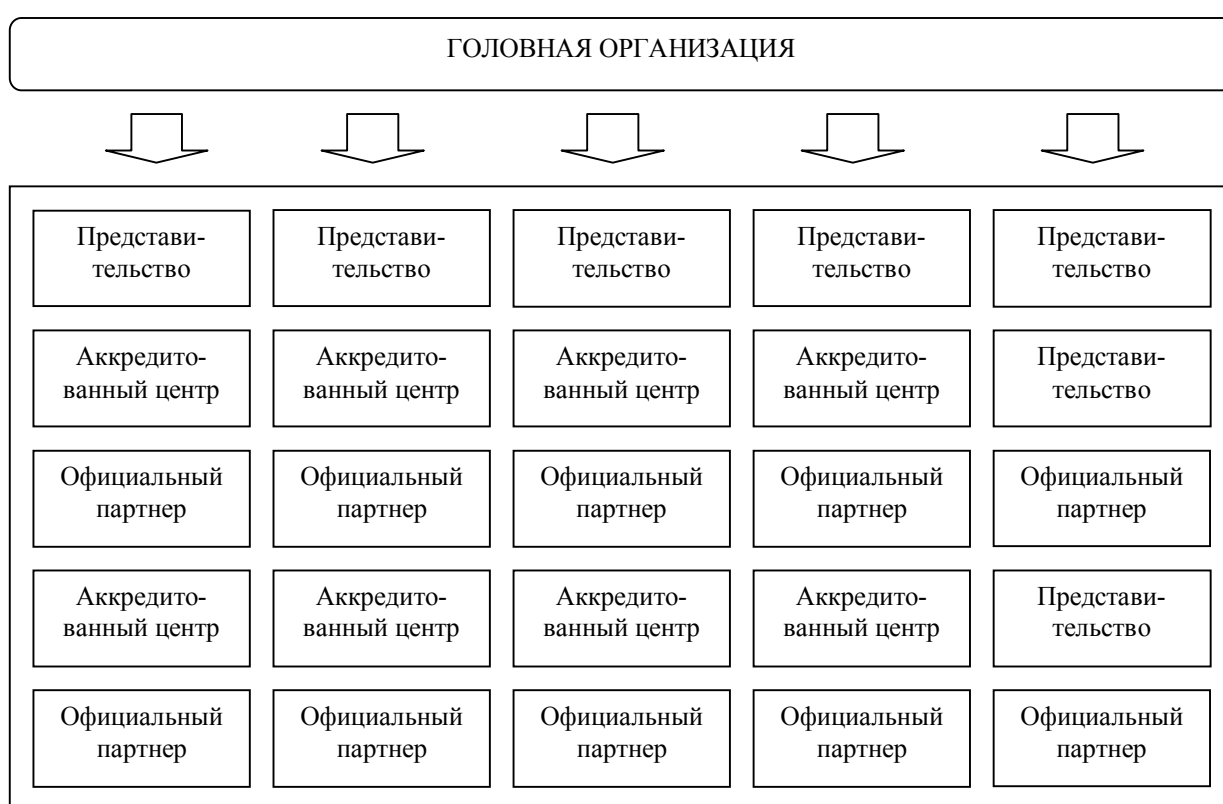 ГОЛОВНАЯ ОРГАНИЗАЦИЯ
Представи-
тельство
Представи-
тельство
Представи-
тельство
Представи-
тельство
Представи-
тельство
Аккредито-
ванный центр
Аккредито-
ванный центр
Аккредито-
ванный центр
Аккредито-
ванный центр
Представи-
тельство
Официальный
партнер
Официальный
партнер
Официальный
партнер
Официальный
партнер
Официальный
партнер
Аккредито-
ванный центр
Аккредито-
ванный центр
Аккредито-
ванный центр
Аккредито-
ванный центр
Представи-
тельство
Официальный
партнер
Официальный
партнер
Официальный
партнер
Официальный
партнер
Официальный
партнер